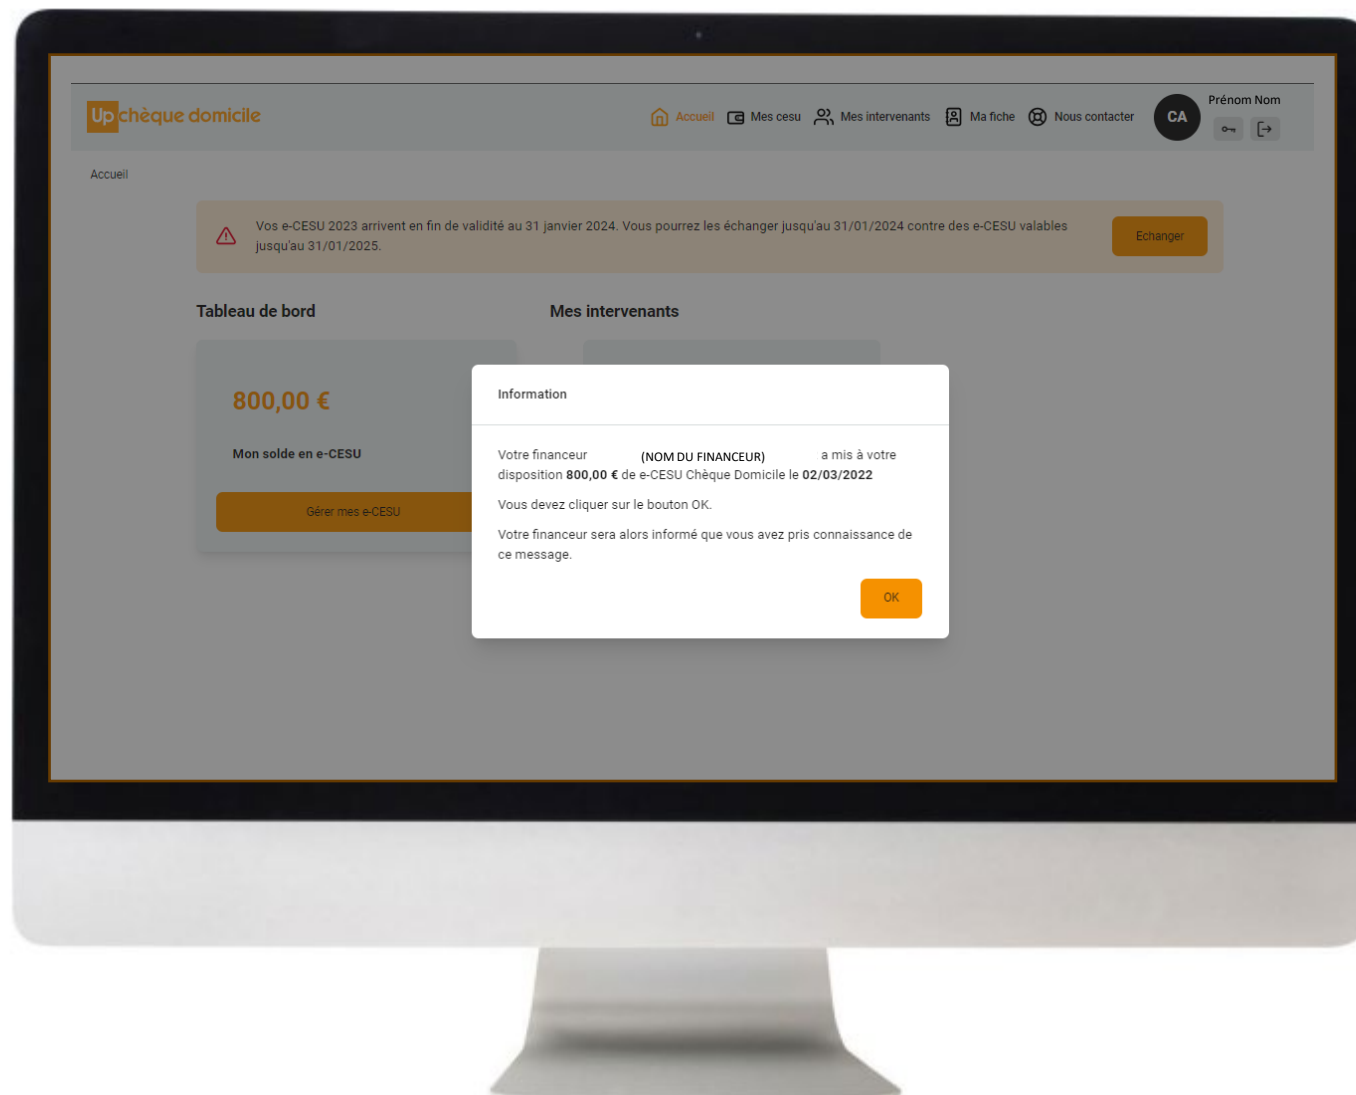 Up chèque domicile
Accueil Mes cesu Mes intervenants Ma fiche Nous contacter CA Prénom Nom
Accueil
Vos e-CESU 2023 arrivent en fin de validité au 31 janvier 2024. Vous pourrez les échanger jusqu'au 31/01/2024 contre des e-CESU valables
jusqu'au 31/01/2025.
Echanger
Tableau de bord
Mes intervenants
800,00 €
Mon solde en e-CESU
Gérer mes e-CESU
Information
Votre financeur (NOM DU FINANCEUR) a mis à votre
disposition 800,00 € de e-CESU Chèque Domicile le 02/03/2022
Vous devez cliquer sur le bouton OK.
Votre financeur sera alors informé que vous avez pris connaissance de
ce message.
OK